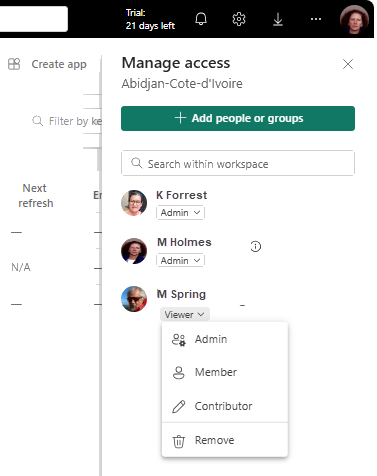 Trial:
21 days left
Create app
Filter by ke
Next
refresh
—
N/A
—
—
—
—
Manage access
Abidjan-Cote-d'Ivoire
Add people or groups
Search within workspace
K Forrest
Admin
M Holmes
Admin
M Spring
Viewer
Admin
Member
Contributor
Remove